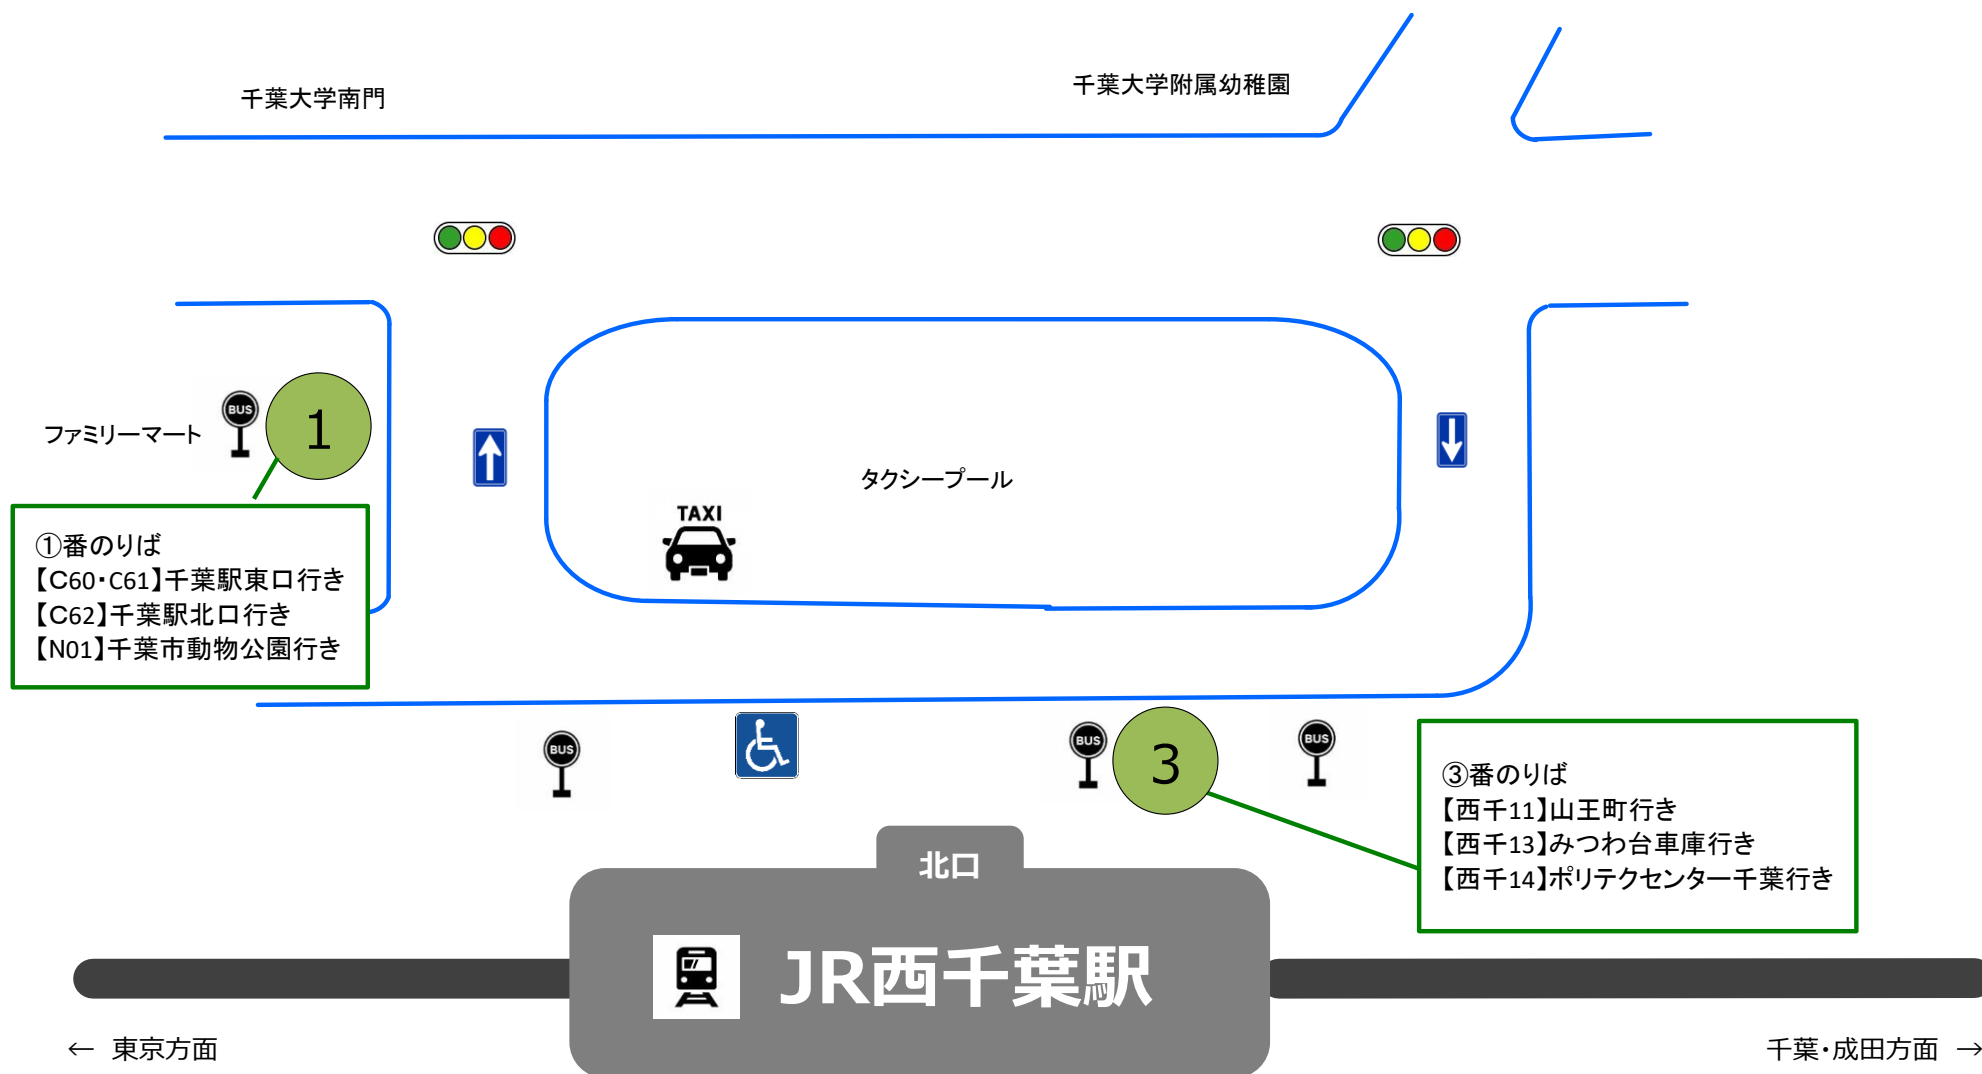 千葉大学南門
千葉大学附属幼稚園
ファミリーマート
BUS
1
タクシープール
TAXI
①番のりば
【C60・C61】千葉駅東口行き
【C62】千葉駅北口行き
【N01】千葉市動物公園行き
BUS
BUS
3
BUS
③番のりば
【西千11】山王町行き
【西千13】みつわ台車庫行き
【西千14】ポリテクセンター千葉行き
北口
JR西千葉駅
← 東京方面
千葉・成田方面 →